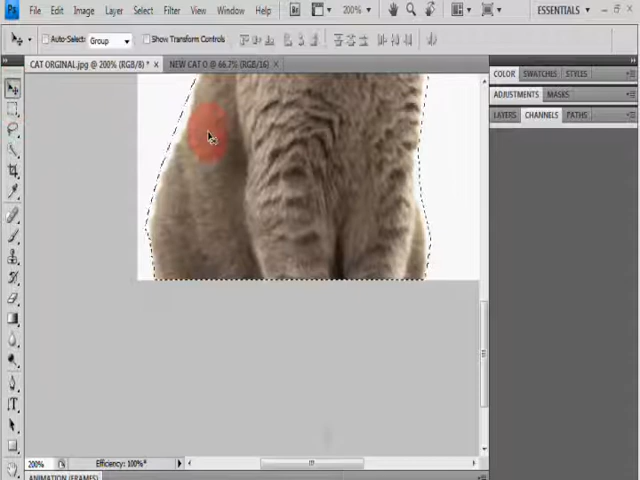 Ps File Edit Image Layer Select Filter View Window Help 200% ESSENTIALS
Auto-Select: Group Show Transform Controls
CAT ORGINAL.jpg @ 200% (RGB/8) * NEW CAT O @ 66.7% (RGB/16)
COLOR SWATCHES STYLES
ADJUSTMENTS MASKS
LAYERS CHANNELS PATHS
200% Efficiency: 100%*
ANIMATION (FRAMES)